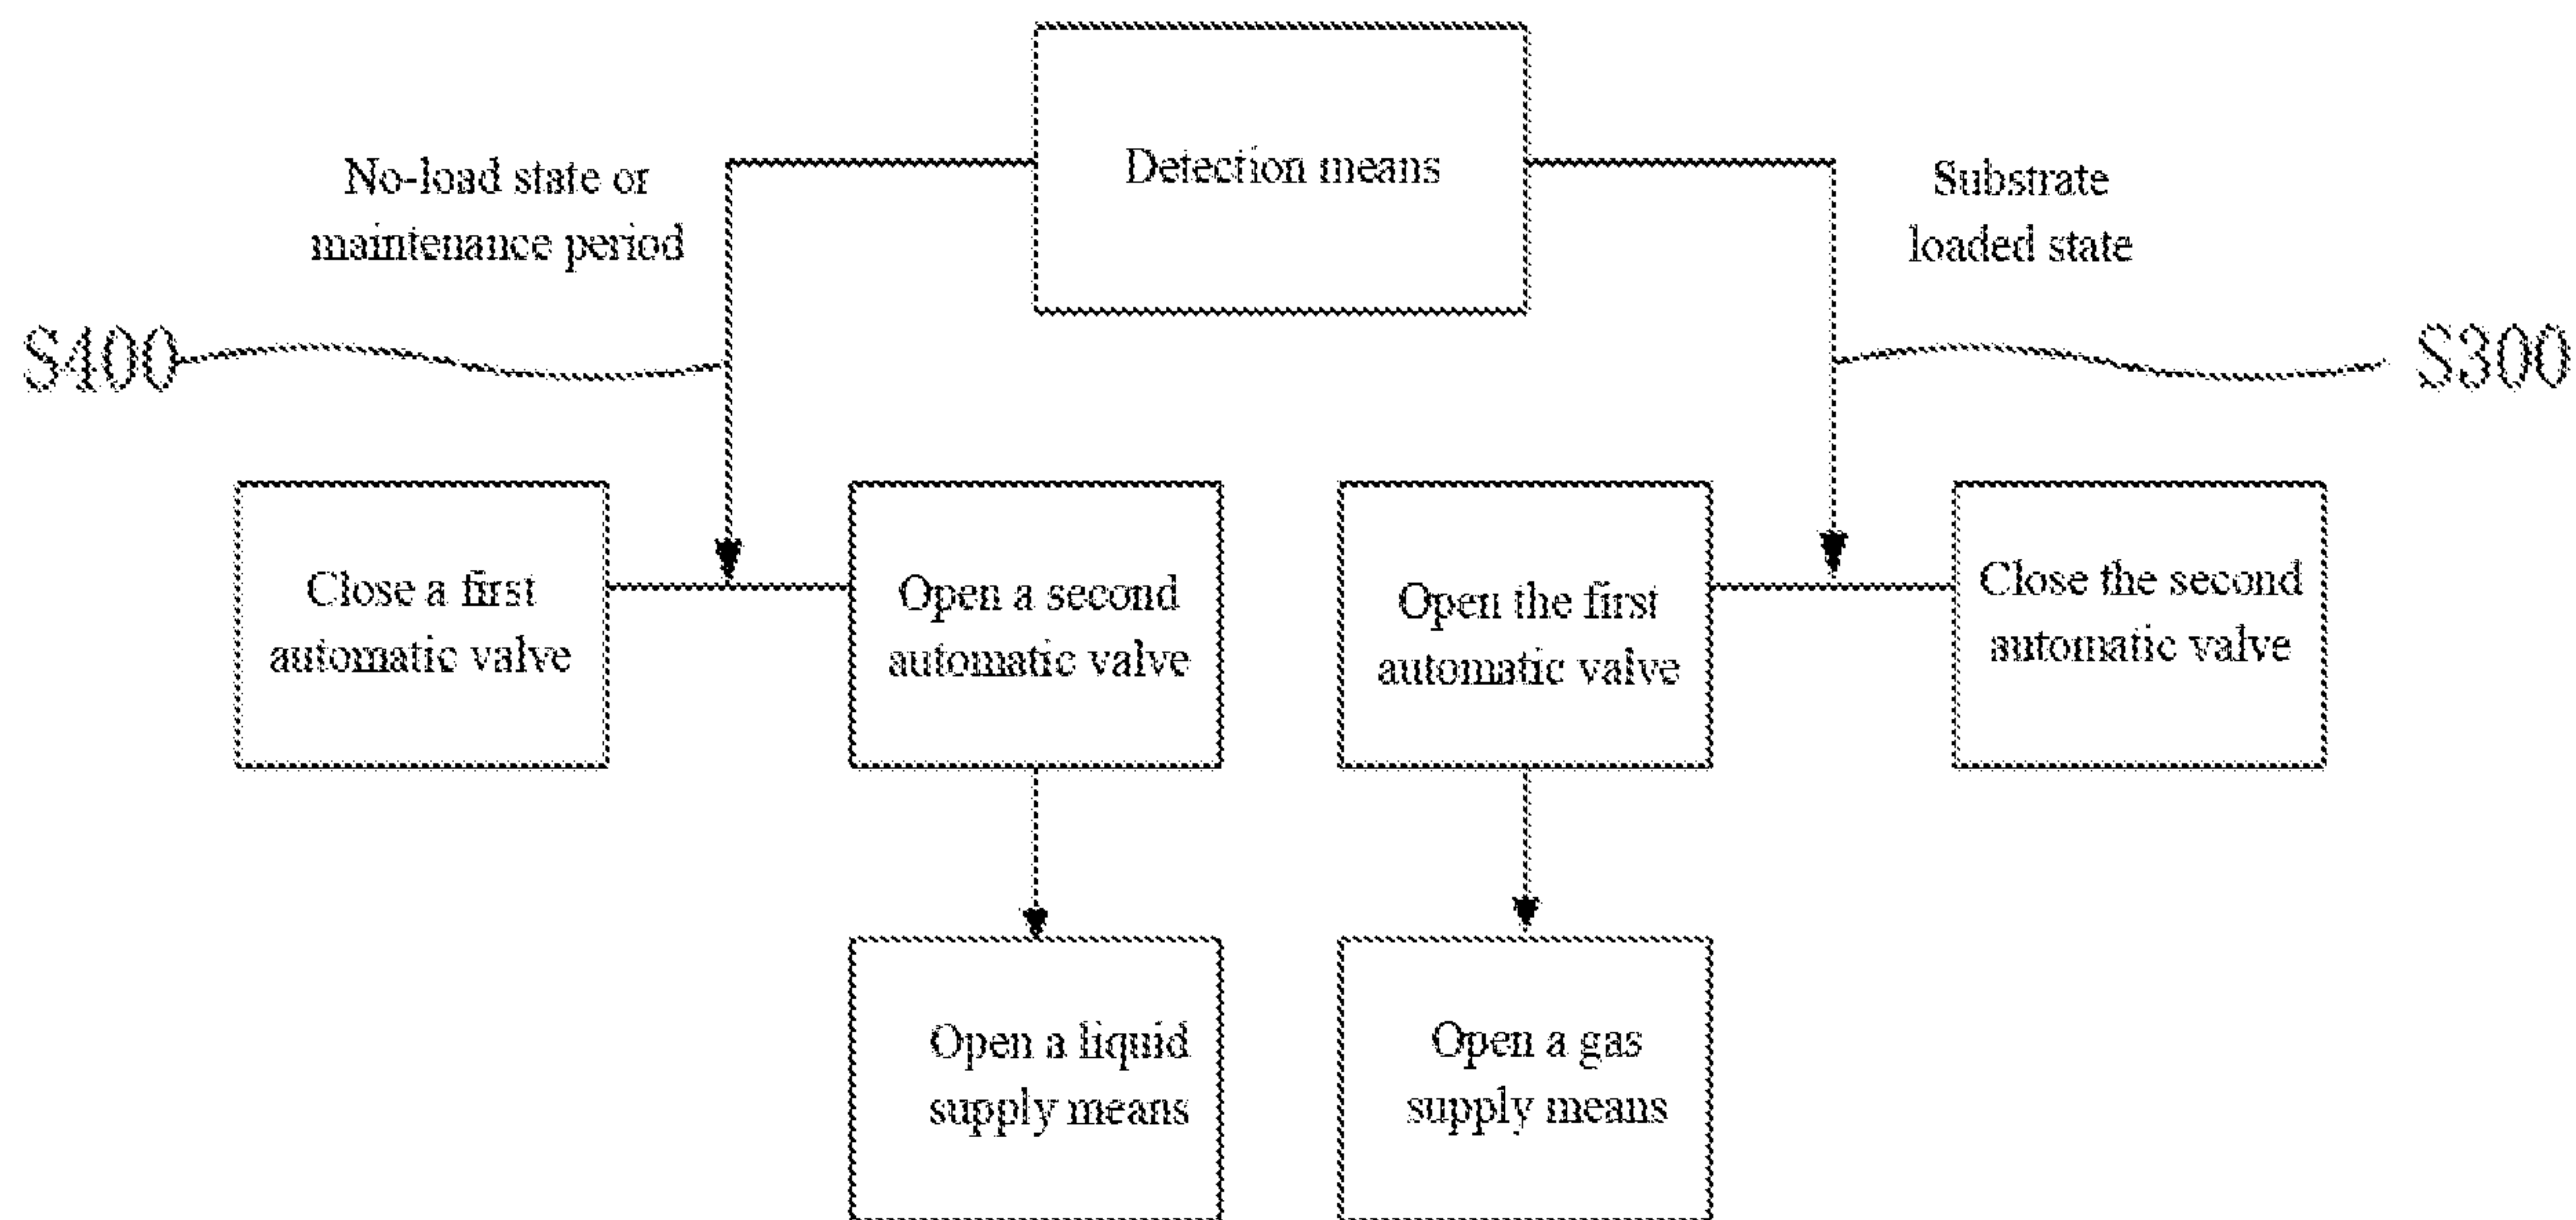 Detection means
No-load state or
maintenance period
Substrate
loaded state
S400
S300
Close a first
automatic valve
Open a second
automatic valve
Open the first
automatic valve
Close the second
automatic valve
Open a liquid
supply means
Open a gas
supply means